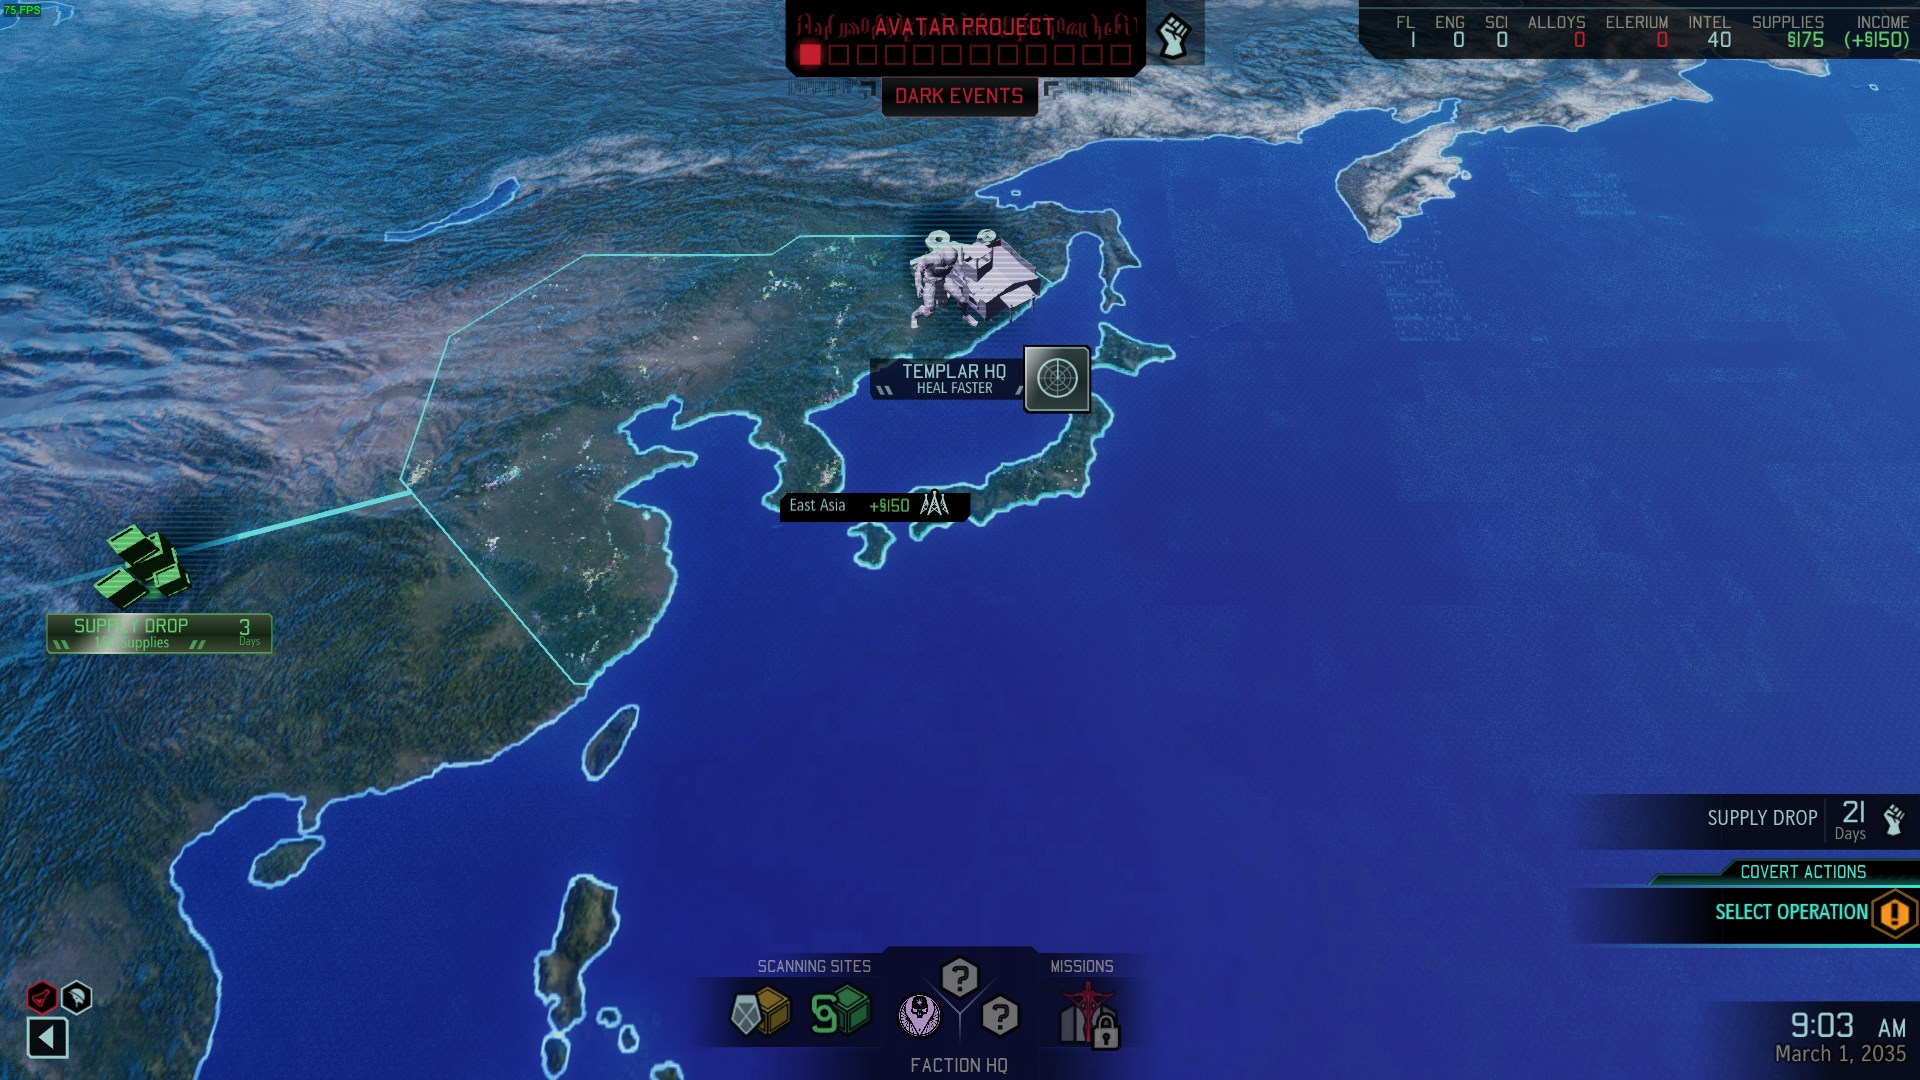 75 FPS
AVATAR PROJECT
DARK EVENTS
FL ENG SCI ALLOYS ELERIUM INTEL SUPPLIES INCOME
1 0 0 0 0 40 §175 (+§150)
TEMPLAR HQ
HEAL FASTER
East Asia +§150
SUPPLY DROP 3
Supplies Days
SUPPLY DROP 21
Days
COVERT ACTIONS
SELECT OPERATION
SCANNING SITES
MISSIONS
FACTION HQ
9:03 AM
March 1, 2035